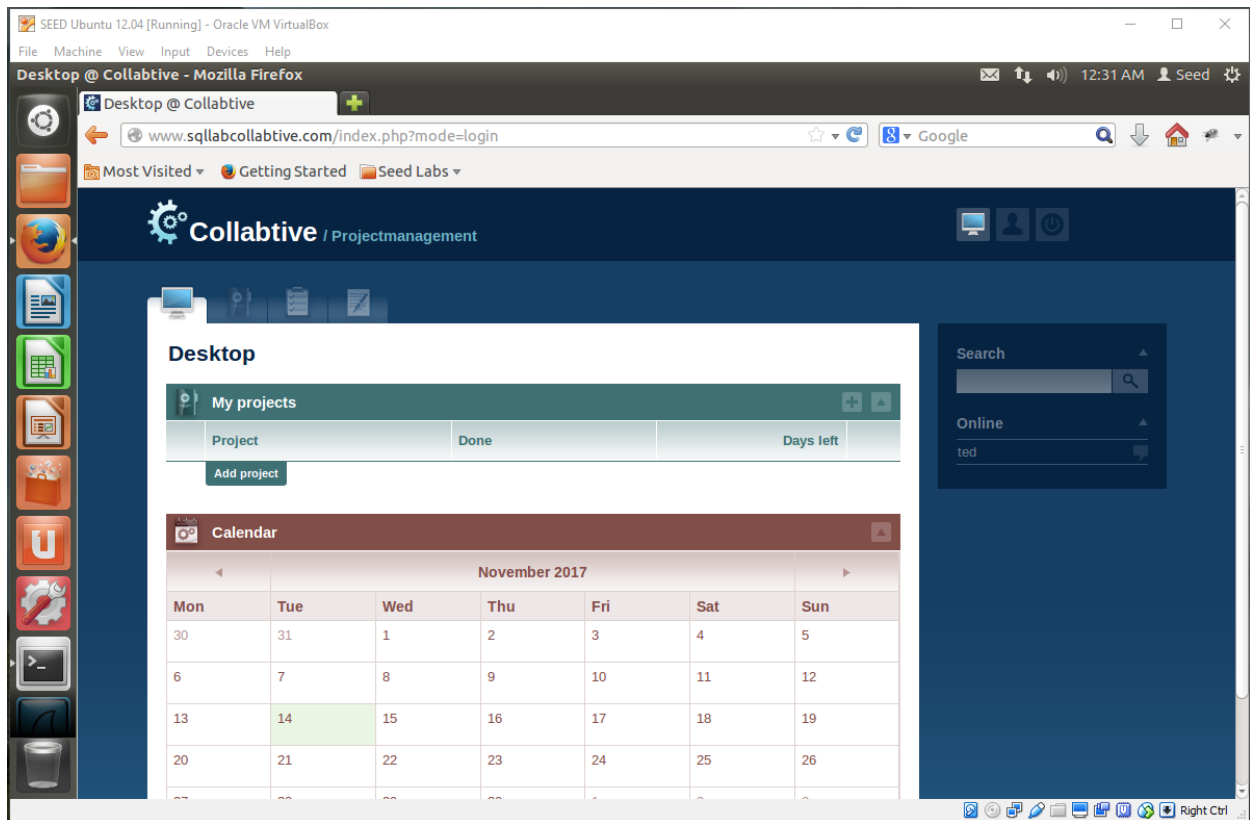 SEED Ubuntu 12.04 [Running] - Oracle VM VirtualBox
File Machine View Input Devices Help
Desktop @ Collabtive - Mozilla Firefox 12:31 AM Seed
Desktop @ Collabtive
www.sqllabcollabtive.com/index.php?mode=login Google
Most Visited Getting Started Seed Labs
Collabtive / Projectmanagement
Desktop
Search
My projects
Online
Project Done Days left
ted
Add project
Calendar
November 2017
Mon Tue Wed Thu Fri Sat Sun
30 31 1 2 3 4 5
6 7 8 9 10 11 12
13 14 15 16 17 18 19
20 21 22 23 24 25 26
Right Ctrl